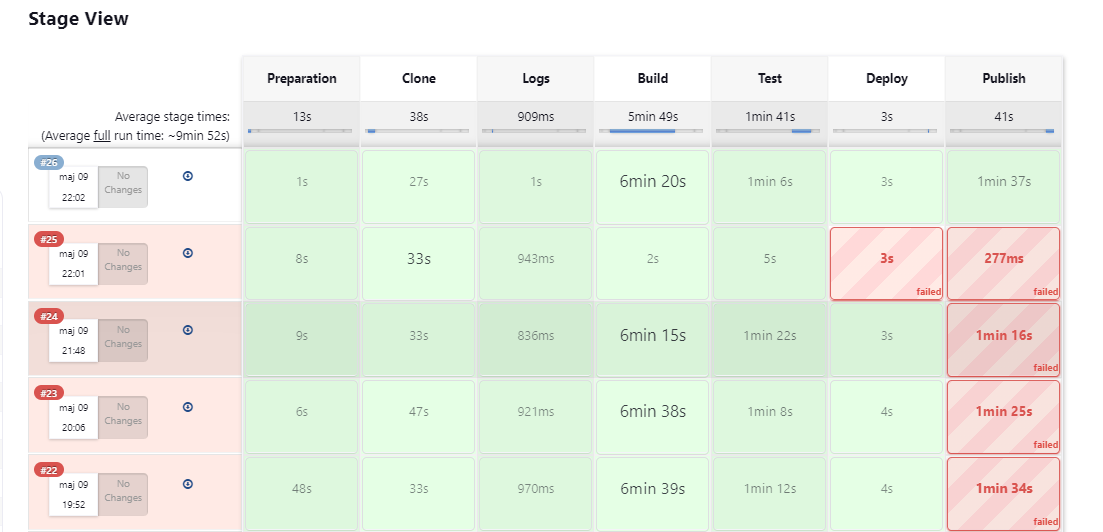 Stage View
Preparation Clone Logs Build Test Deploy Publish
Average stage times: 13s 38s 909ms 5min 49s 1min 41s 3s 41s
(Average full run time: ~9min 52s)
#26
maj 09 No
22:02 Changes
1s 27s 1s 6min 20s 1min 6s 3s 1min 37s
#25
maj 09 No
22:01 Changes
8s 33s 943ms 2s 5s 3s 277ms
failed failed
#24
maj 09 No
21:48 Changes
9s 33s 836ms 6min 15s 1min 22s 3s 1min 16s
failed
#23
maj 09 No
20:06 Changes
6s 47s 921ms 6min 38s 1min 8s 4s 1min 25s
failed
#22
maj 09 No
19:52 Changes
48s 33s 970ms 6min 39s 1min 12s 4s 1min 34s
failed